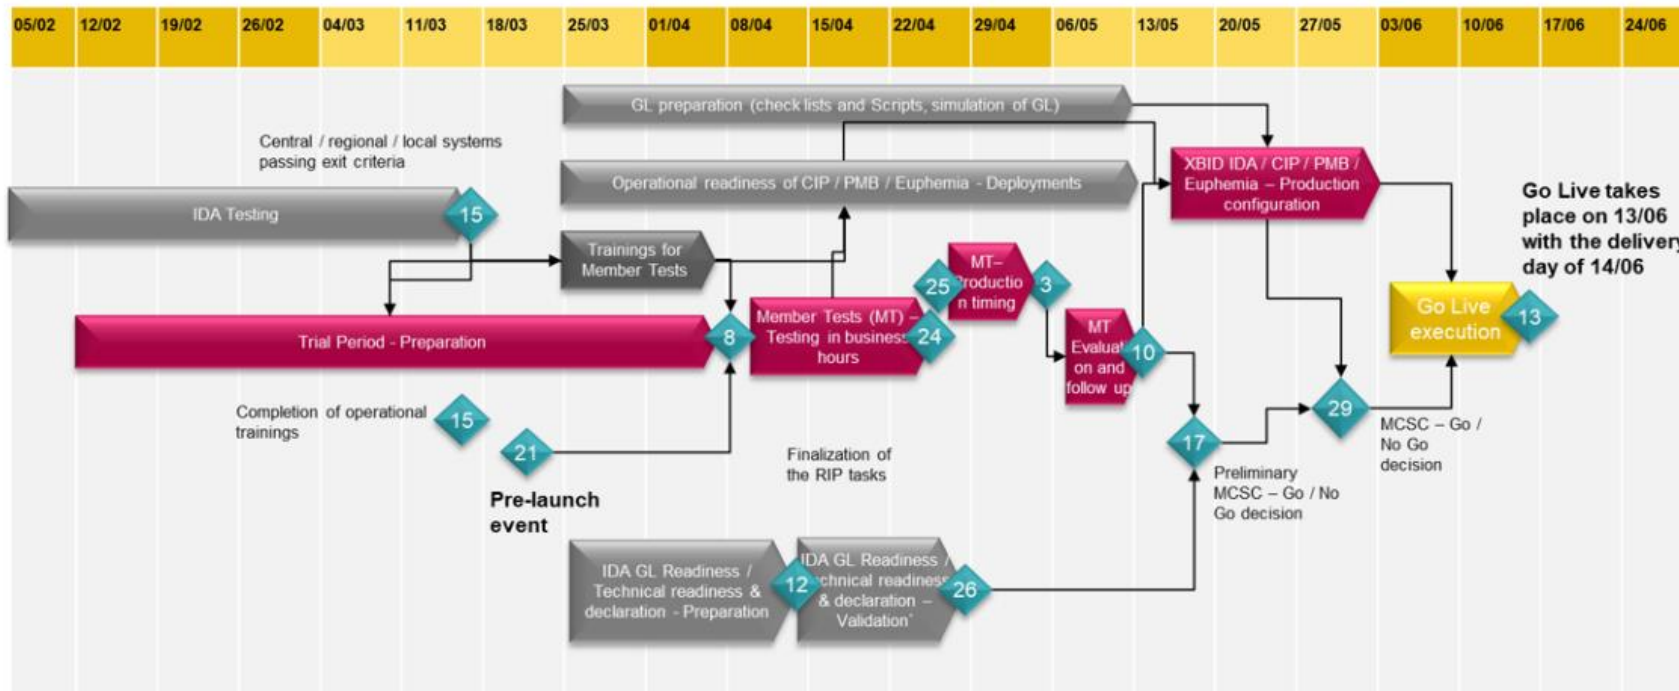 05/02 12/02 19/02 26/02 04/03 11/03 18/03 25/03 01/04 08/04 15/04 22/04 29/04 06/05 13/05 20/05 27/05 03/06 10/06 17/06 24/06
GL preparation (check lists and Scripts, simulation of GL)
Central / regional / local systems
passing exit criteria
Operational readiness of CIP / PMB / Euphemia - Deployments
XBID IDA / CIP / PMB /
Euphemia – Production
configuration
Go Live takes
place on 13/06
with the delivery
day of 14/06
IDA Testing
15
Trainings for
Member Tests
25
MT–
Productio
n timing
3
Trial Period - Preparation
8
Member Tests (MT) –
Testing in business
hours
24
MT
Evaluati
on and
follow up
10
Go Live
execution
13
Completion of operational
trainings
15
21
Pre-launch
event
Finalization of
the RIP tasks
17
Preliminary
MCSC – Go / No
Go decision
29
MCSC – Go /
No Go
decision
IDA GL Readiness /
Technical readiness &
declaration - Preparation
12
IDA GL Readiness /
Technical readiness
& declaration –
Validation*
26